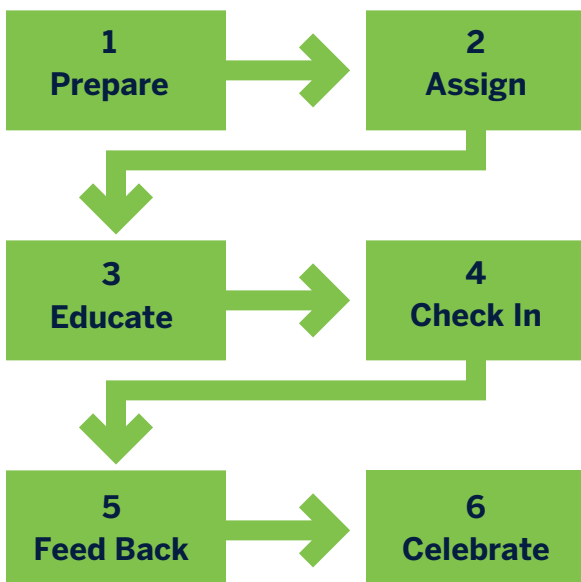 1
Prepare
2
Assign
3
Educate
4
Check In
5
Feed Back
6
Celebrate